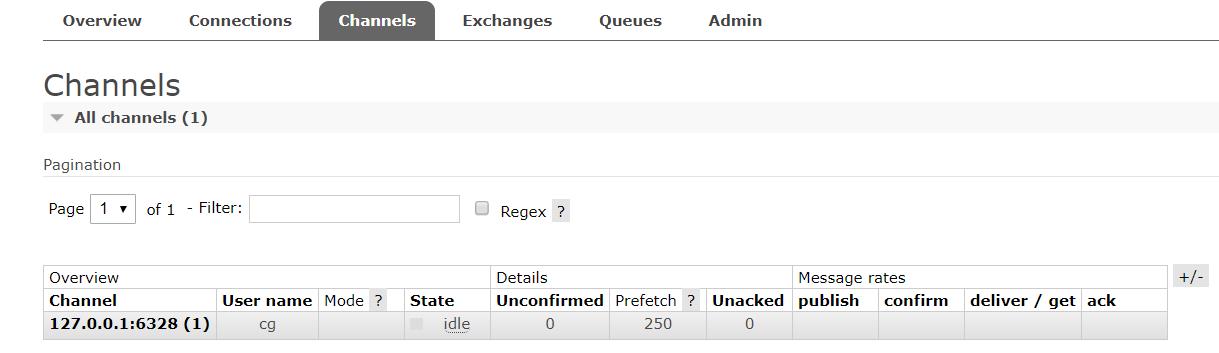 Overview Connections Channels Exchanges Queues Admin
Channels
All channels (1)
Pagination
Page 1 of 1 - Filter: Regex ?
Overview Details Message rates +/-
Channel User name Mode ? State Unconfirmed Prefetch ? Unacked publish confirm deliver / get ack
127.0.0.1:6328 (1) cg idle 0 250 0